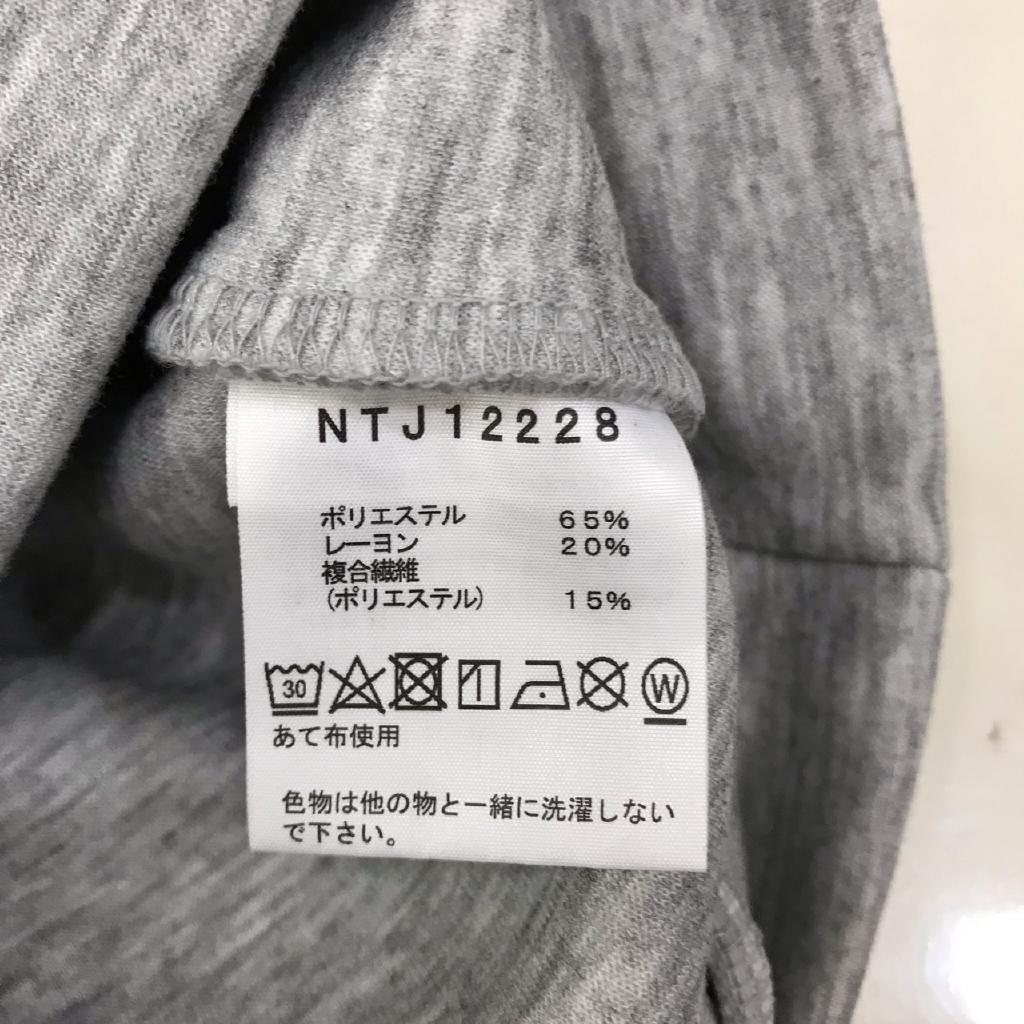 NTJ12228
ポリエステル 65%
レーヨン 20%
複合繊維
(ポリエステル) 15%
30 W
あて布使用
色物は他の物と一緒に洗濯しない
で下さい。